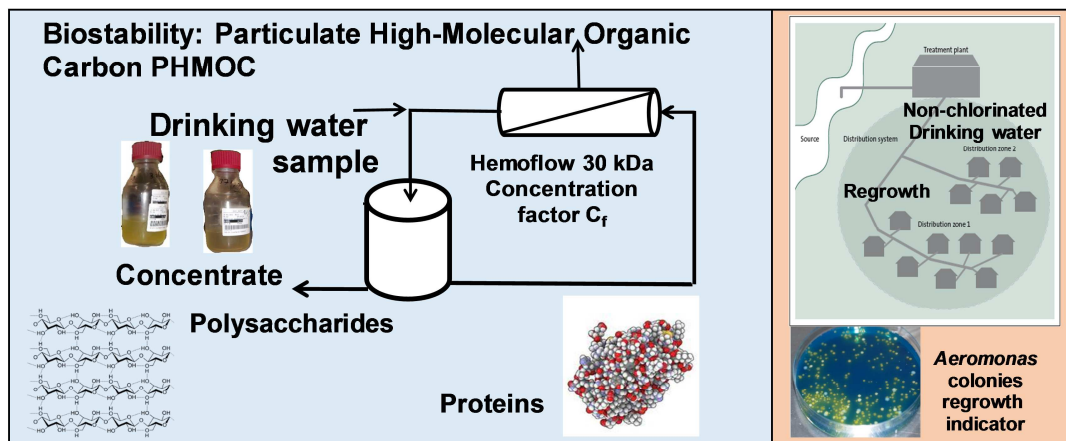 Biostability: Particulate High-Molecular Organic
Carbon PHMOC
Drinking water
sample
Hemoflow 30 kDa
Concentration
factor Cf
Concentrate
Polysaccharides
Proteins
Treatment plant
Non-chlorinated
Drinking water
Source
Distribution system
Distribution zone 2
Regrowth
Distribution zone 1
Aeromonas
colonies
regrowth
indicator